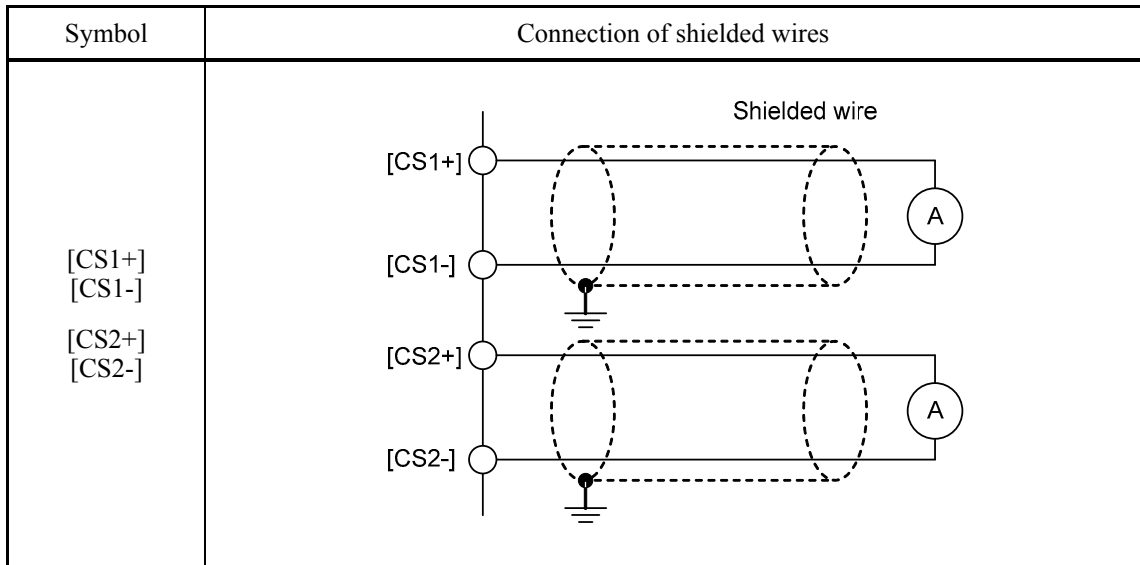 Symbol
Connection of shielded wires
[CS1+]
[CS1-]
[CS2+]
[CS2-]
Shielded wire
[CS1+]
A
[CS1-]
[CS2+]
A
[CS2-]